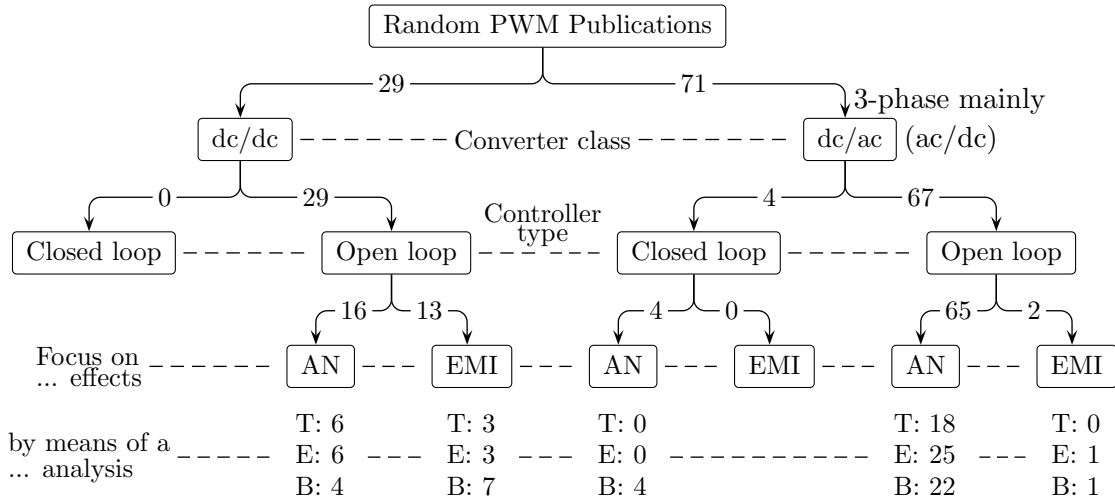 Random PWM Publications
29 71
3-phase mainly
dc/dc Converter class dc/ac (ac/dc)
0 29 4 67
Controller
type
Closed loop Open loop Closed loop Open loop
16 13 4 0 65 2
Focus on
... effects
AN EMI AN EMI AN EMI
T: 6 T: 3 T: 0 T: 18 T: 0
by means of a
... analysis
E: 6 E: 3 E: 0 E: 25 E: 1
B: 4 B: 7 B: 4 B: 22 B: 1